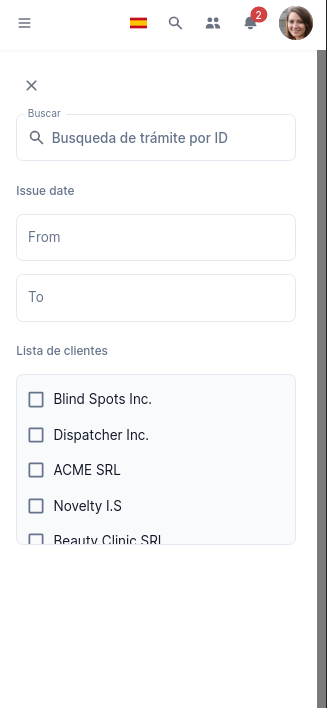 2
Buscar
Busqueda de trámite por ID
Issue date
From
To
Lista de clientes
Blind Spots Inc.
Dispatcher Inc.
ACME SRL
Novelty I.S
Beauty Clinic SRL